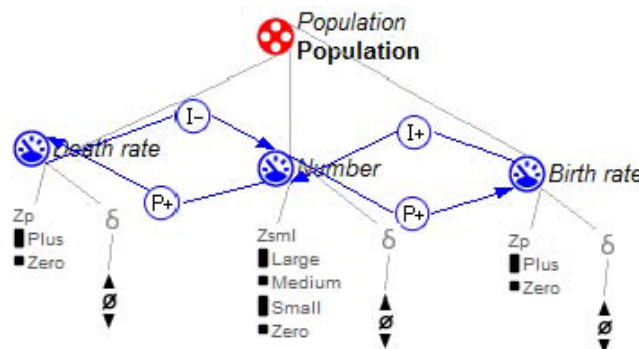 Population
Population
I-
I+
Death rate
Number
Birth rate
P+
P+
Zp
Plus
Zero
δ
ø
Zsml
Large
Medium
Small
Zero
δ
ø
Zp
Plus
Zero
δ
ø